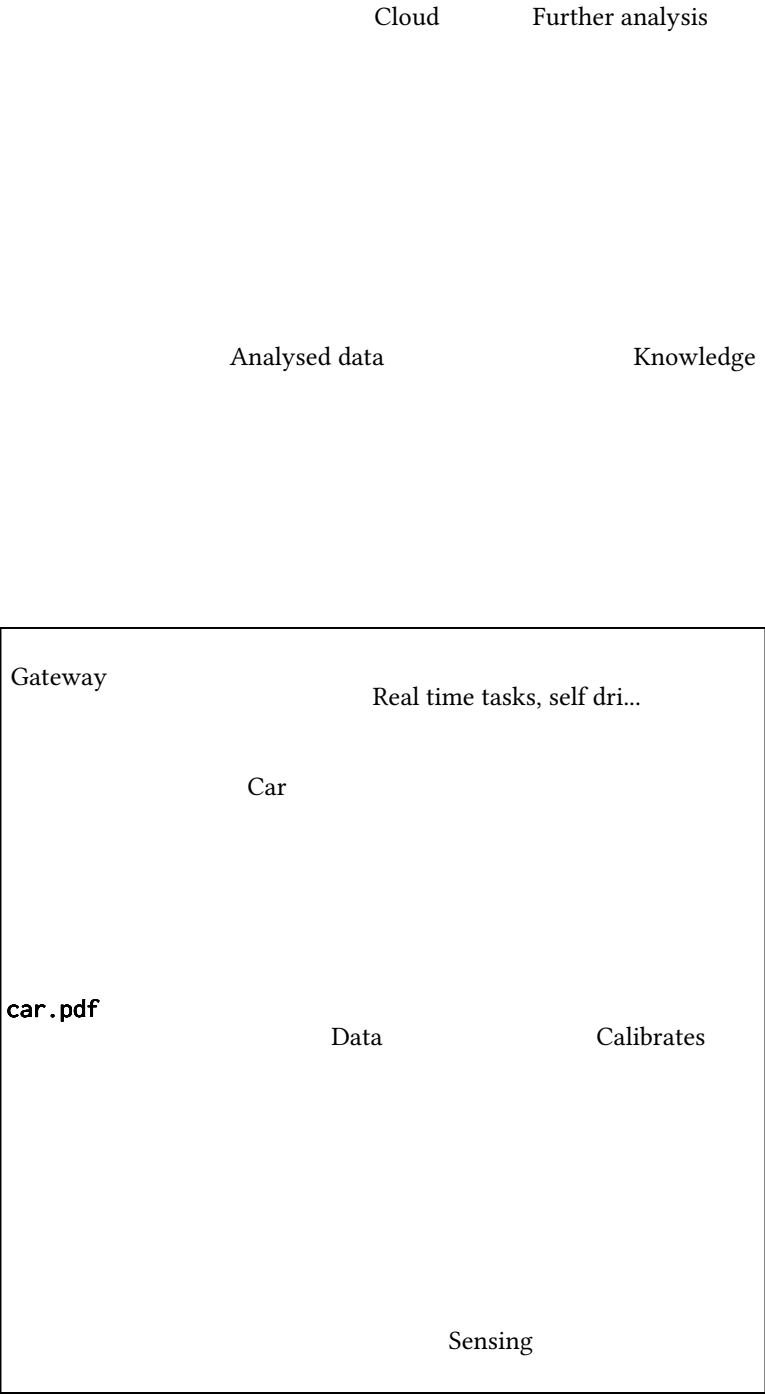 Cloud Further analysis
Analysed data Knowledge
Gateway
Real time tasks, self dri...
Car
car.pdf
Data Calibrates
Sensing